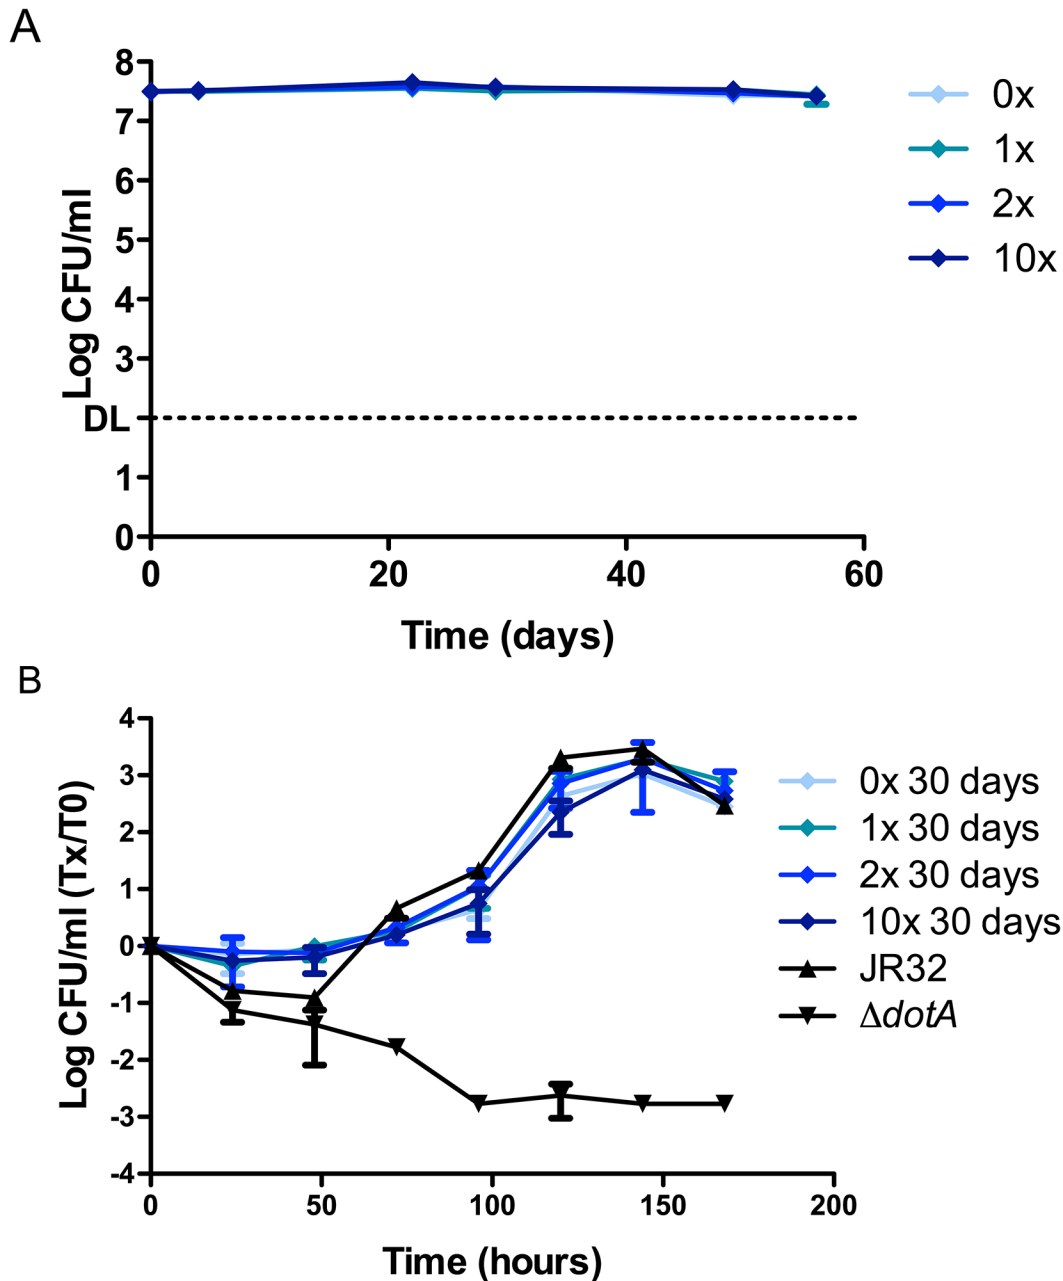 A
8
7
6
5
4
3
DL
1
0
Log CFU/ml
0 20 40 60
Time (days)
0x
1x
2x
10x
B
4
3
2
1
0
-1
-2
-3
-4
Log CFU/ml (Tx/T0)
0 50 100 150 200
Time (hours)
0x 30 days
1x 30 days
2x 30 days
10x 30 days
JR32
ΔdotA